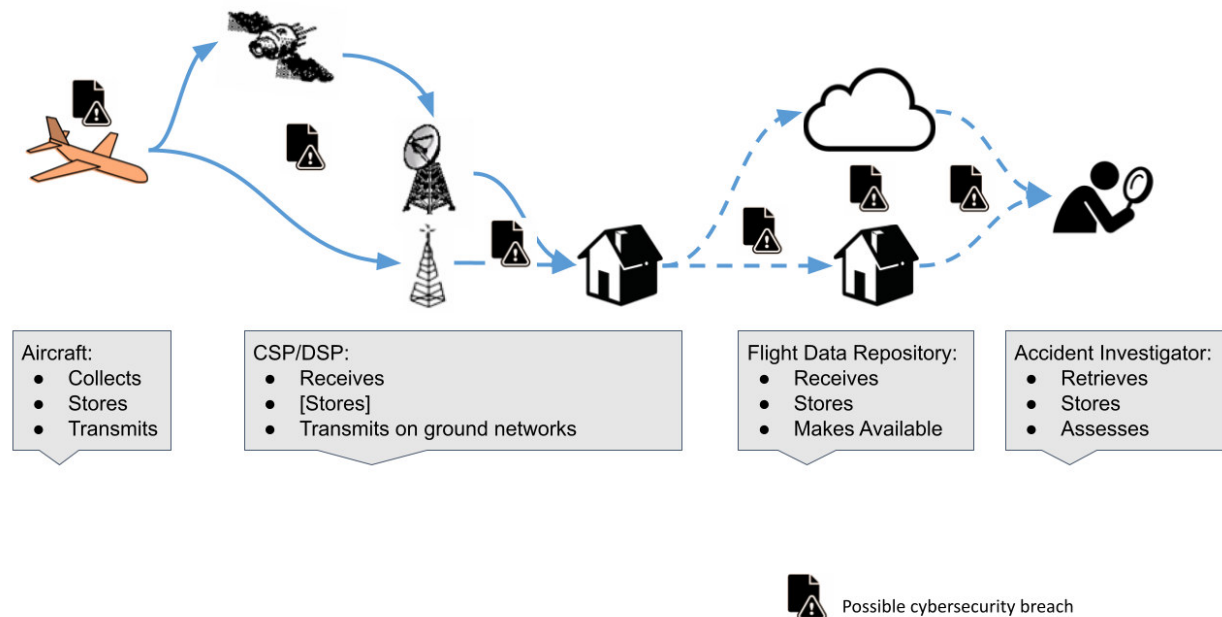 Aircraft:
● Collects
● Stores
● Transmits
CSP/DSP:
● Receives
● [Stores]
● Transmits on ground networks
Flight Data Repository:
● Receives
● Stores
● Makes Available
Accident Investigator:
● Retrieves
● Stores
● Assesses
Possible cybersecurity breach